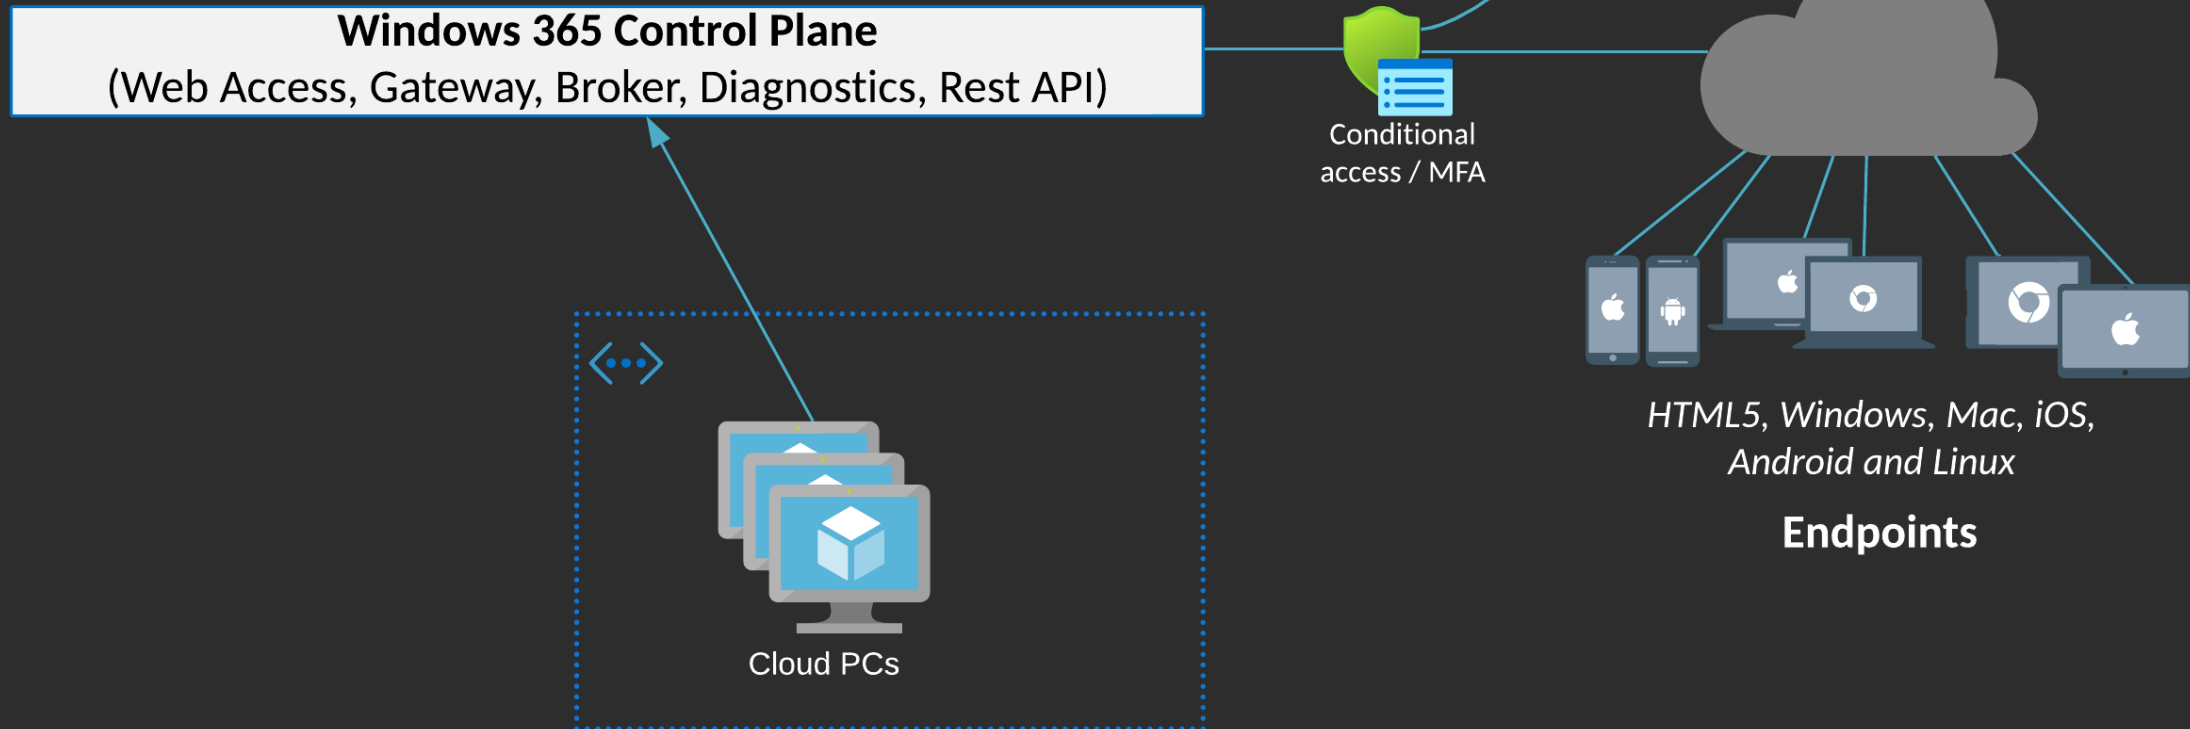 Windows 365 Control Plane
(Web Access, Gateway, Broker, Diagnostics, Rest API)
Conditional
access / MFA
HTML5, Windows, Mac, iOS,
Android and Linux
Endpoints
Cloud PCs